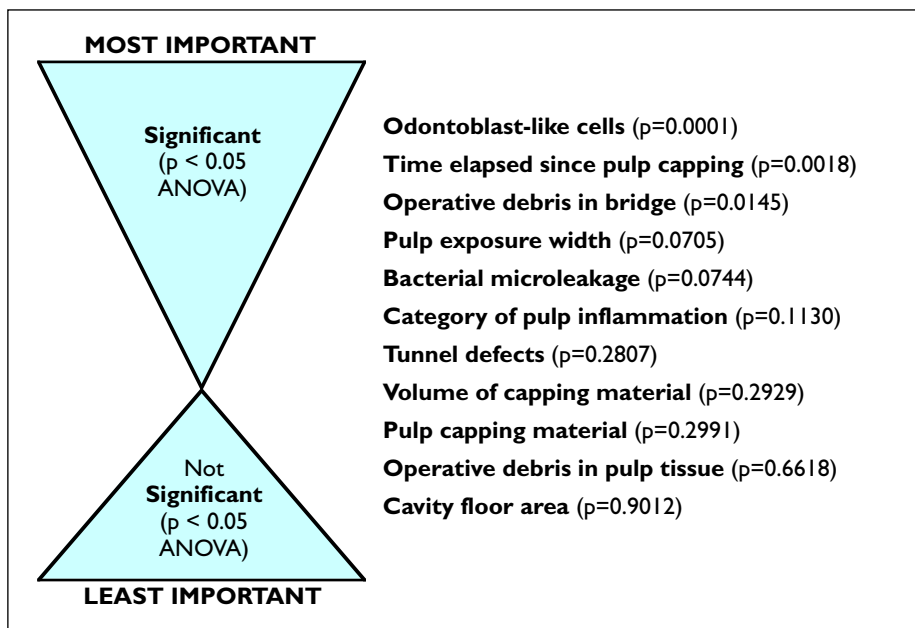 MOST IMPORTANT
Significant
(p < 0.05
ANOVA)
Odontoblast-like cells (p=0.0001)
Time elapsed since pulp capping (p=0.0018)
Operative debris in bridge (p=0.0145)
Pulp exposure width (p=0.0705)
Bacterial microleakage (p=0.0744)
Category of pulp inflammation (p=0.1130)
Tunnel defects (p=0.2807)
Volume of capping material (p=0.2929)
Pulp capping material (p=0.2991)
Operative debris in pulp tissue (p=0.6618)
Cavity floor area (p=0.9012)
Not
Significant
(p < 0.05
ANOVA)
LEAST IMPORTANT